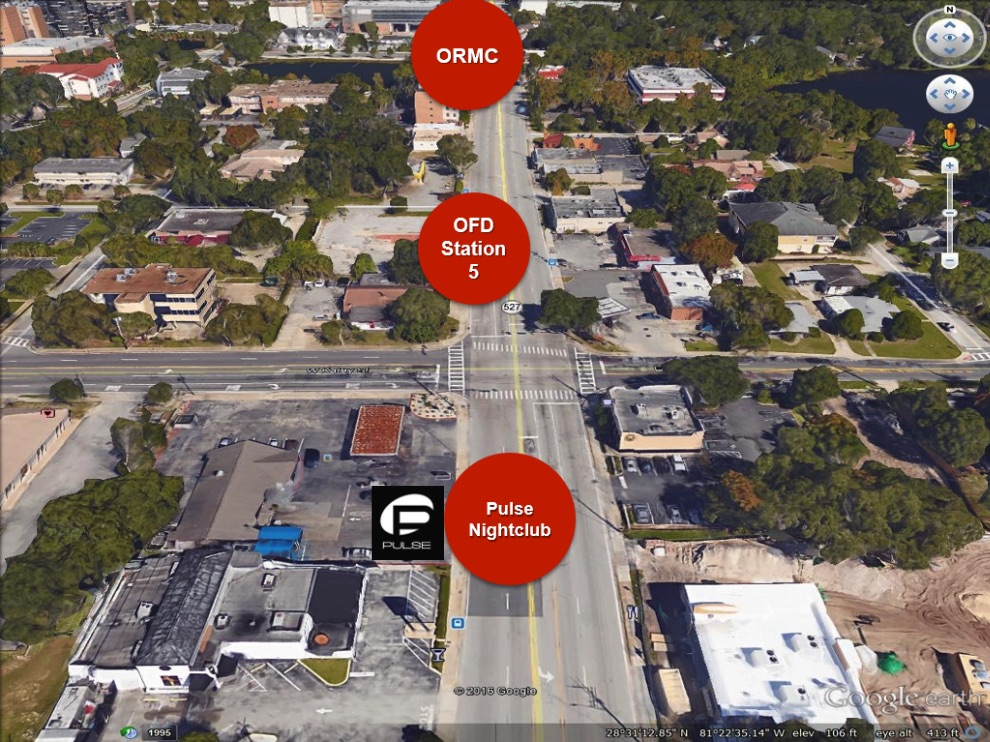 N
ORMC
OFD
Station
5
527
Pulse
Nightclub
PULSE
© 2016 Google
Google earth
1995
28°31'12.85" N 81°22'35.14" W elev 106 ft eye alt 413 ft